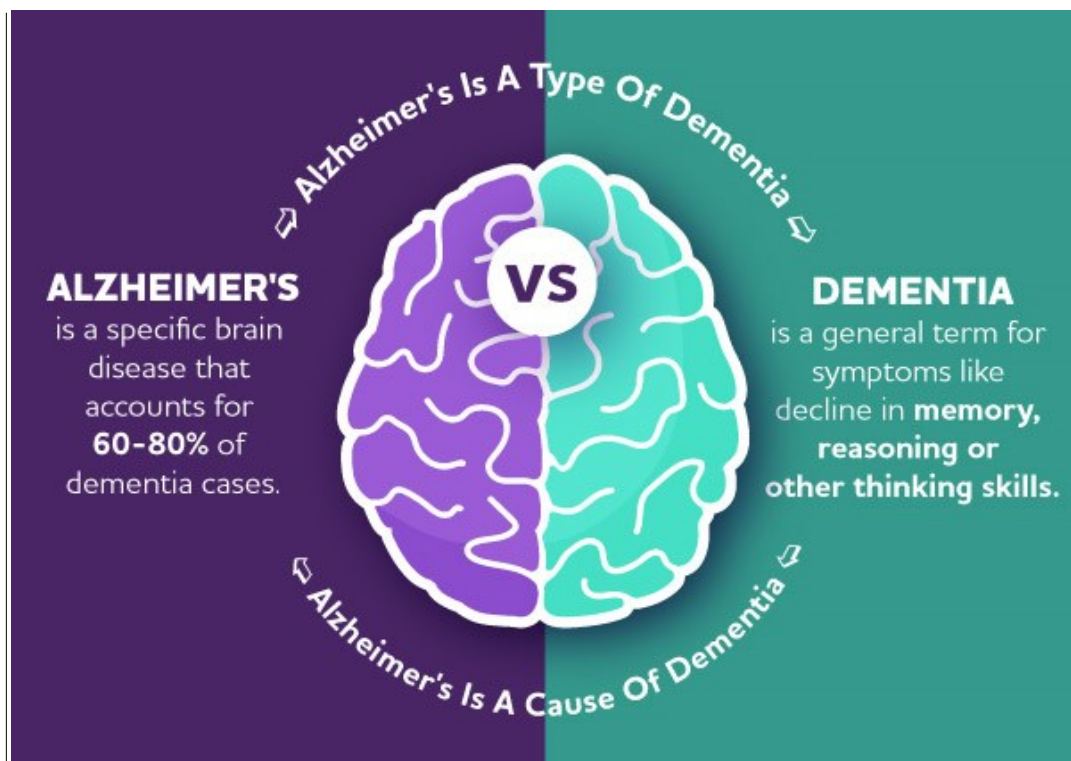 Alzheimer's Is A Type Of Dementia
VS
ALZHEIMER'S
is a specific brain
disease that
accounts for
60-80% of
dementia cases.
DEMENTIA
is a general term for
symptoms like
decline in memory,
reasoning or
other thinking skills.
Alzheimer's Is A Cause Of Dementia